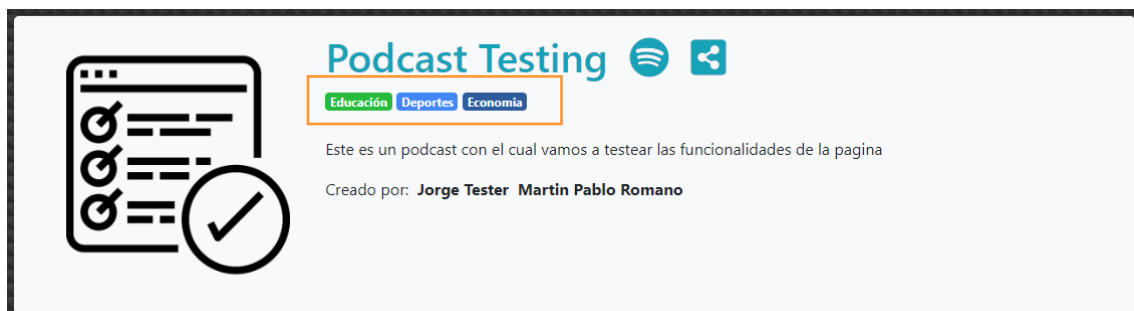 Podcast Testing
Educación Deportes Economia
Este es un podcast con el cual vamos a testear las funcionalidades de la pagina
Creado por: Jorge Tester Martin Pablo Romano